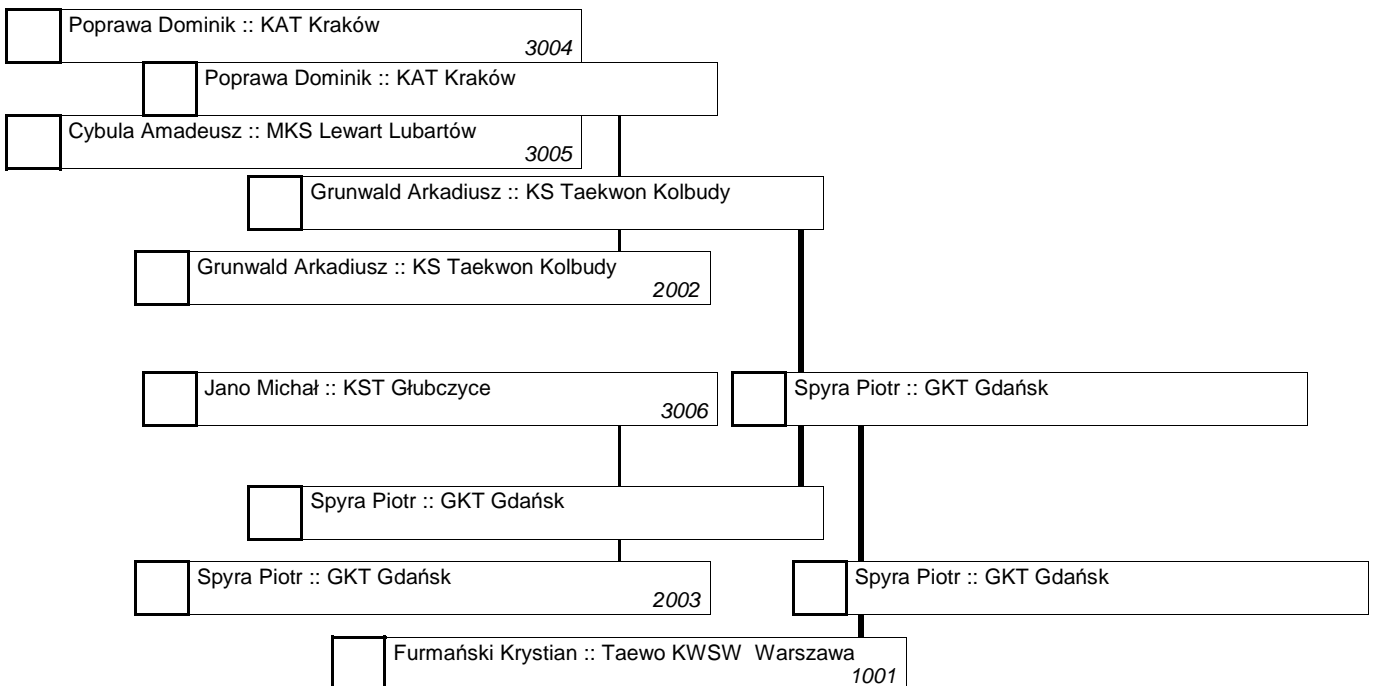 Poprawa Dominik :: KAT Kraków
3004
Poprawa Dominik :: KAT Kraków
Cybula Amadeusz :: MKS Lewart Lubartów
3005
Grunwald Arkadiusz :: KS Taekwon Kolbudy
Grunwald Arkadiusz :: KS Taekwon Kolbudy
2002
Jano Michał :: KST Głubczyce
3006
Spyra Piotr :: GKT Gdańsk
Spyra Piotr :: GKT Gdańsk
Spyra Piotr :: GKT Gdańsk
2003
Spyra Piotr :: GKT Gdańsk
Furmański Krystian :: Taewo KWSW  Warszawa
1001